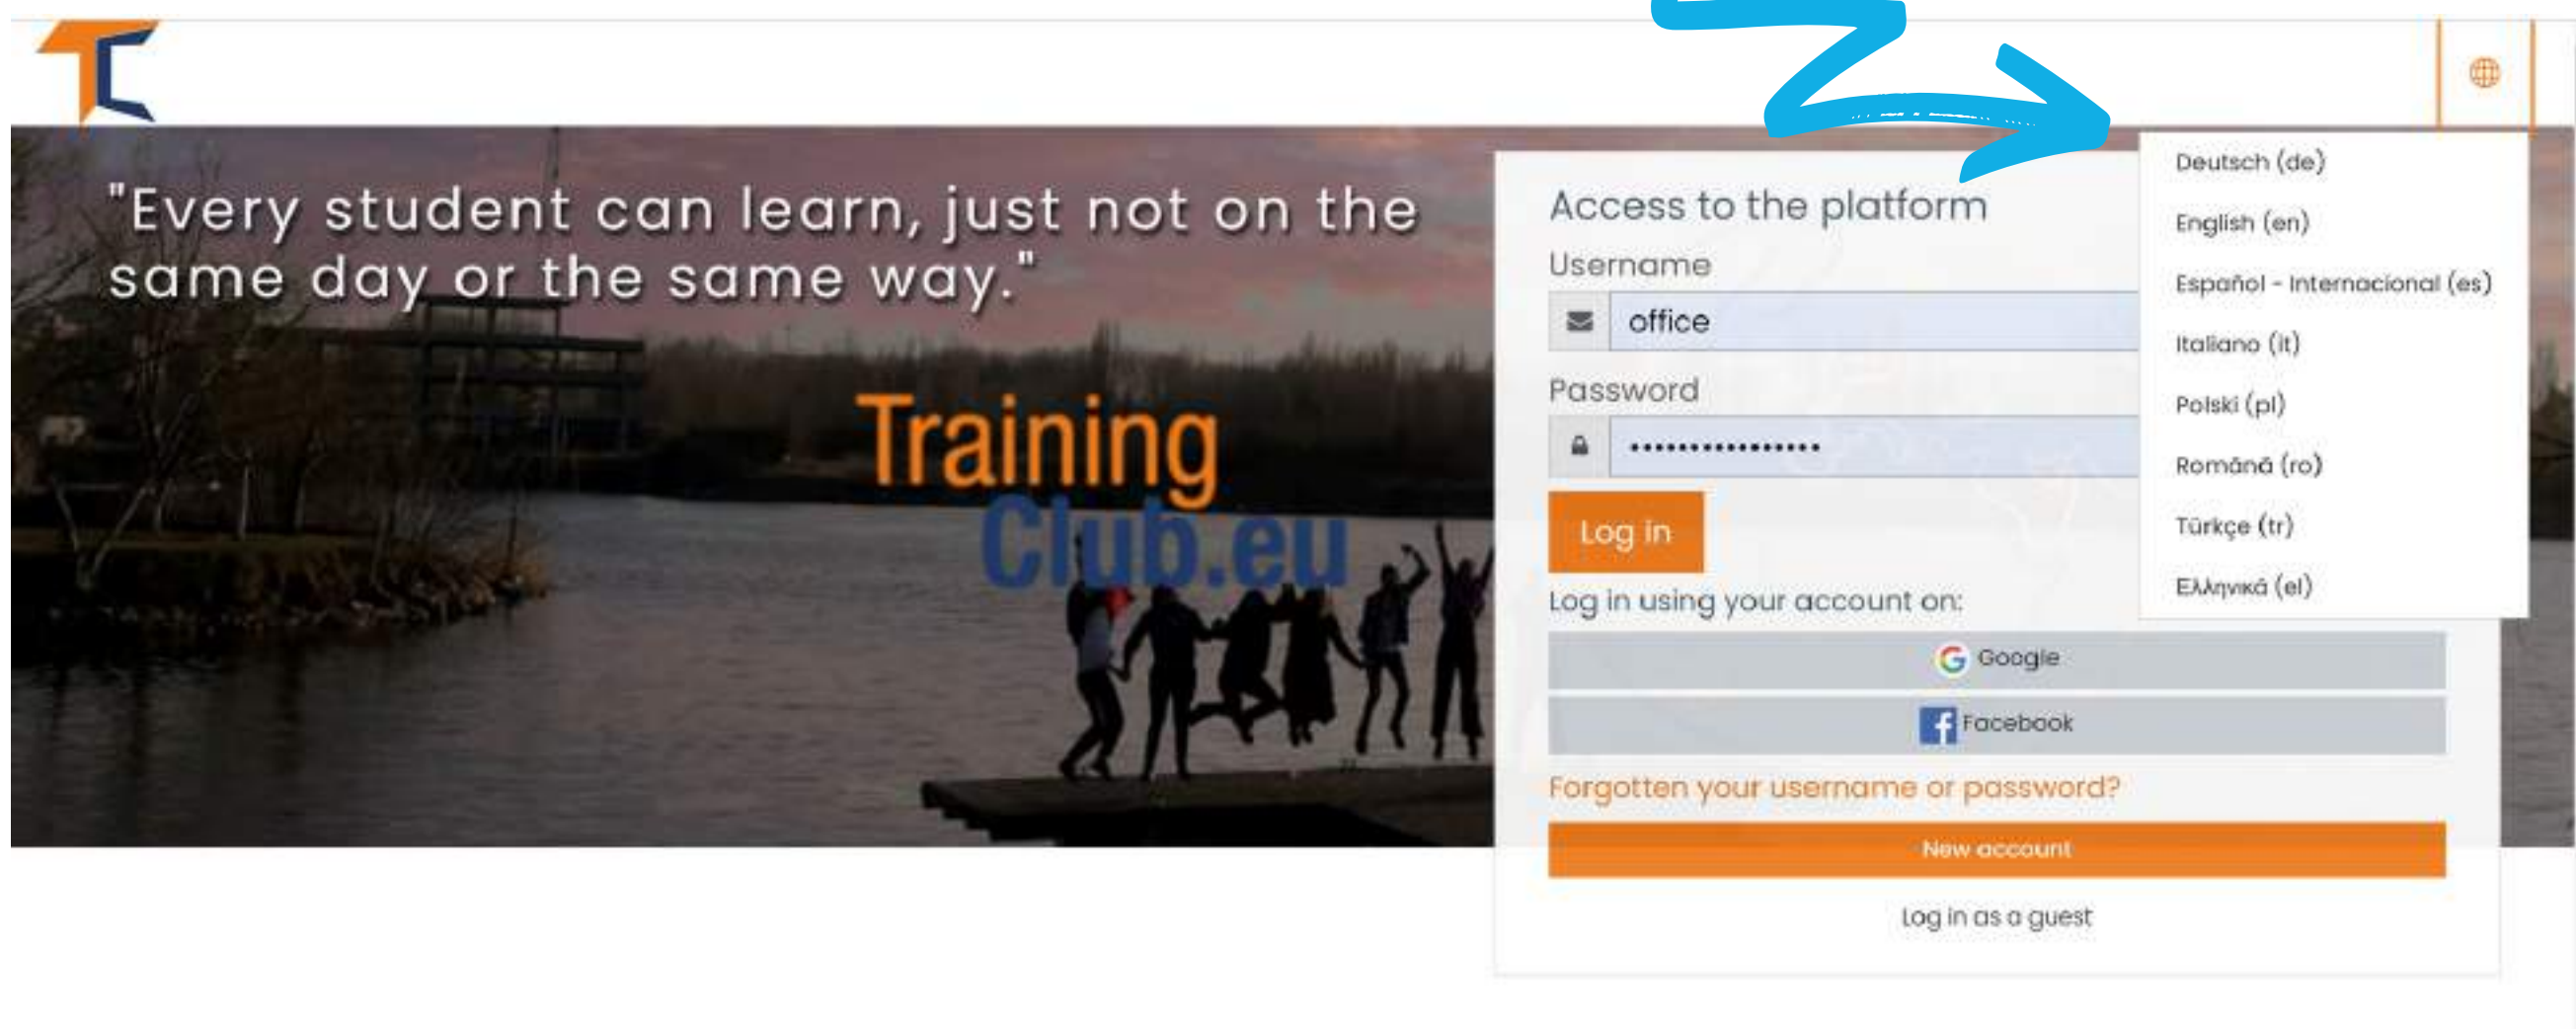 "Every student can learn, just not on the
same day or the same way."
Training
Club.eu
Access to the platform
Username
office
Password
••••••••••••••••
Log in
Log in using your account on:
Google
Facebook
Forgotten your username or password?
New account
Log in as a guest
Deutsch (de)
English (en)
Español - Internacional (es)
Italiano (it)
Polski (pl)
Română (ro)
Türkçe (tr)
Ελληνικά (el)